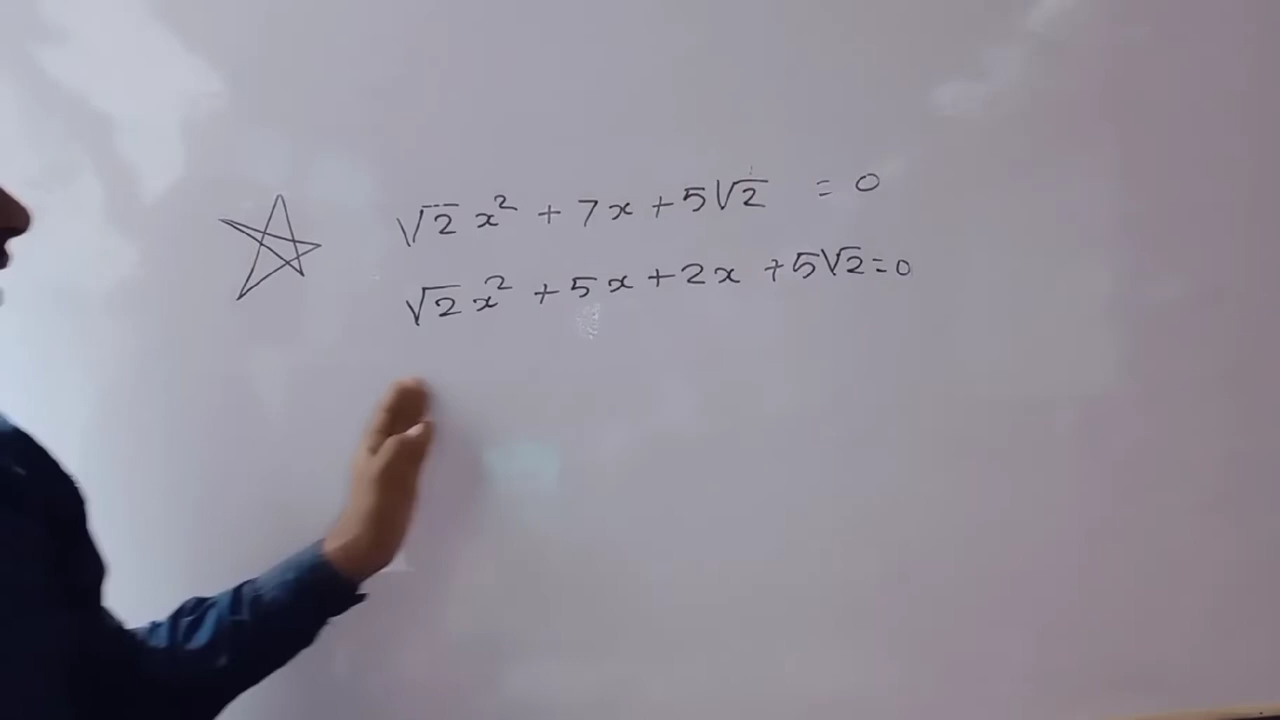 √2 x² + 7x + 5√2 = 0
√2 x² + 5x + 2x + 5√2 = 0